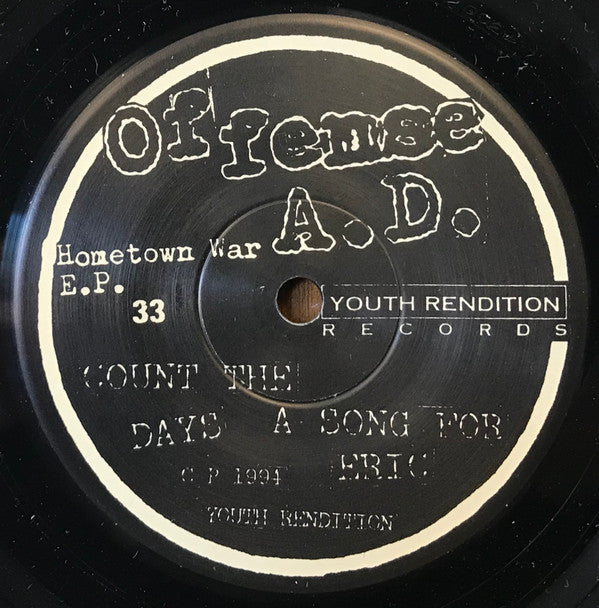 Offense
A.D.
Hometown War
E.P.
33
YOUTH RENDITION
RECORDS
COUNT THE
DAYS A SONG FOR
ERIC
C P 1994
YOUTH RENDITION